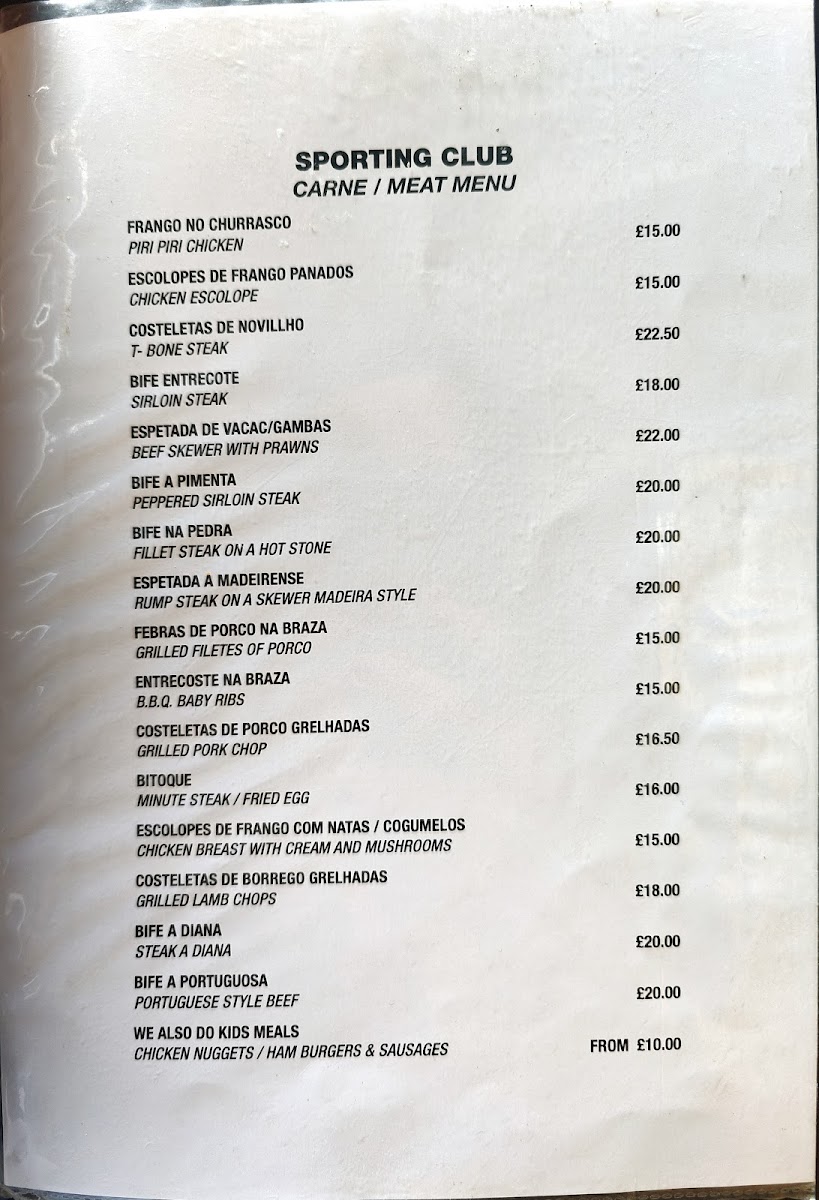 SPORTING CLUB
CARNE / MEAT MENU
FRANGO NO CHURRASCO
PIRI PIRI CHICKEN
£15.00
ESCOLOPES DE FRANGO PANADOS
CHICKEN ESCOLOPE
£15.00
COSTELETAS DE NOVILLHO
T- BONE STEAK
£22.50
BIFE ENTRECOTE
SIRLOIN STEAK
£18.00
ESPETADA DE VACAC/GAMBAS
BEEF SKEWER WITH PRAWNS
£22.00
BIFE A PIMENTA
PEPPERED SIRLOIN STEAK
£20.00
BIFE NA PEDRA
FILLET STEAK ON A HOT STONE
£20.00
ESPETADA A MADEIRENSE
RUMP STEAK ON A SKEWER MADEIRA STYLE
£20.00
FEBRAS DE PORCO NA BRAZA
GRILLED FILETES OF PORCO
£15.00
ENTRECOSTE NA BRAZA
B.B.Q. BABY RIBS
£15.00
COSTELETAS DE PORCO GRELHADAS
GRILLED PORK CHOP
£16.50
BITOQUE
MINUTE STEAK / FRIED EGG
£16.00
ESCOLOPES DE FRANGO COM NATAS / COGUMELOS
CHICKEN BREAST WITH CREAM AND MUSHROOMS
£15.00
COSTELETAS DE BORREGO GRELHADAS
GRILLED LAMB CHOPS
£18.00
BIFE A DIANA
STEAK A DIANA
£20.00
BIFE A PORTUGUOSA
PORTUGUESE STYLE BEEF
£20.00
WE ALSO DO KIDS MEALS
CHICKEN NUGGETS / HAM BURGERS & SAUSAGES
FROM £10.00